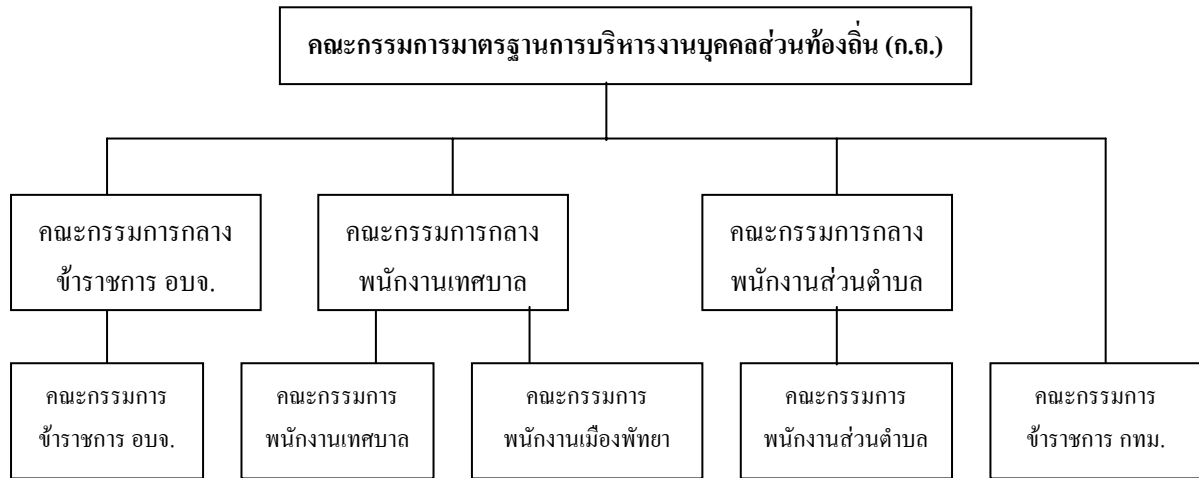 คณะกรรมการมาตรฐานการบริหารงานบุคคลส่วนท้องถิ่น (ก.ถ.)
คณะกรรมการกลาง
ข้าราชการ อบจ.
คณะกรรมการกลาง
พนักงานเทศบาล
คณะกรรมการกลาง
พนักงานส่วนตำบล
คณะกรรมการ
ข้าราชการ อบจ.
คณะกรรมการ
พนักงานเทศบาล
คณะกรรมการ
พนักงานเมืองพัทยา
คณะกรรมการ
พนักงานส่วนตำบล
คณะกรรมการ
ข้าราชการ กทม.